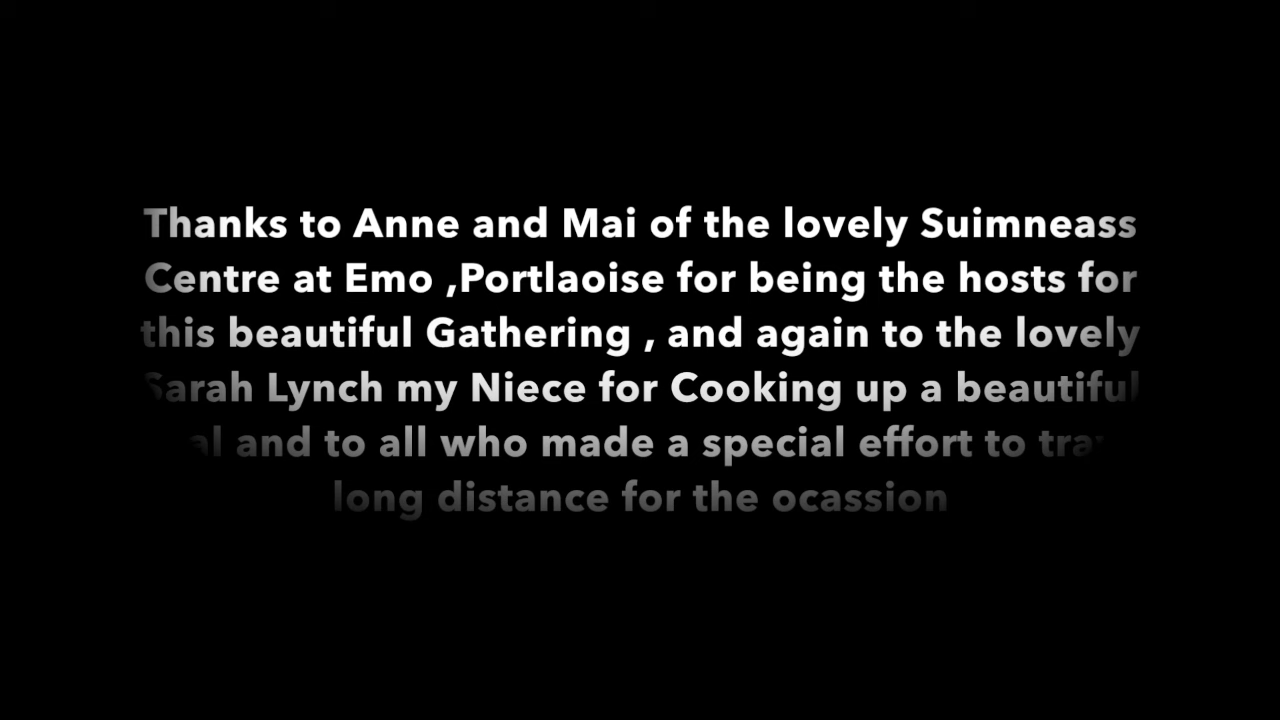 Thanks to Anne and Mai of the lovely Suimneass
Centre at Emo ,Portlaoise for being the hosts for
this beautiful Gathering , and again to the lovely
Sarah Lynch my Niece for Cooking up a beautiful
and to all who made a special effort to
long distance for the ocassion